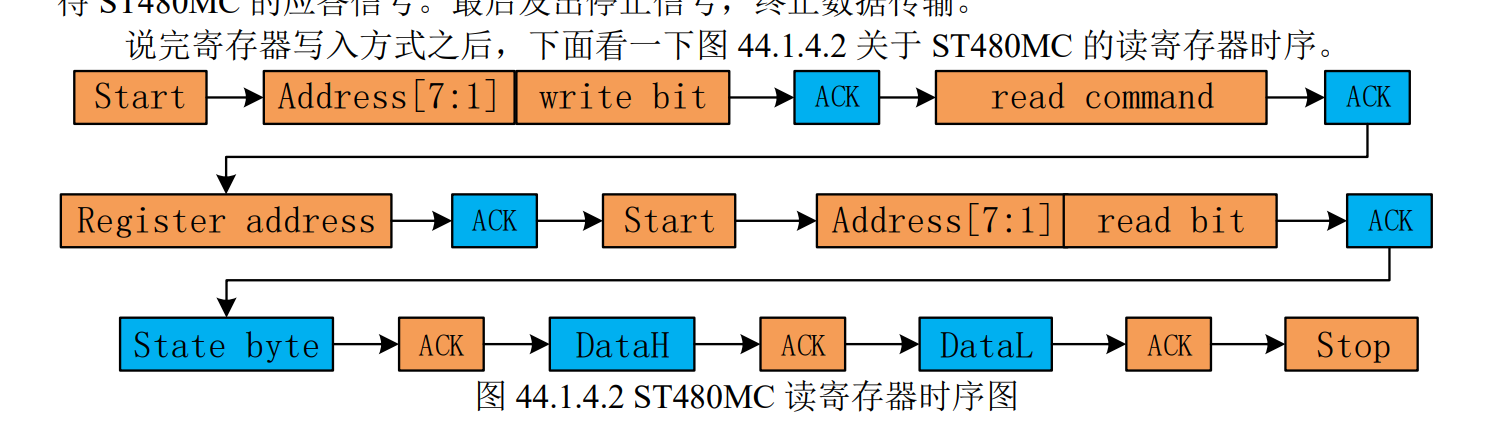 待 ST480MC 的应答信号。最后发出停止信号，终止数据传输。
说完寄存器写入方式之后，下面看一下图 44.1.4.2 关于 ST480MC 的读寄存器时序。
Start Address[7:1] write bit ACK read command ACK
Register address ACK Start Address[7:1] read bit ACK
State byte ACK DataH ACK DataL ACK Stop
图 44.1.4.2 ST480MC 读寄存器时序图